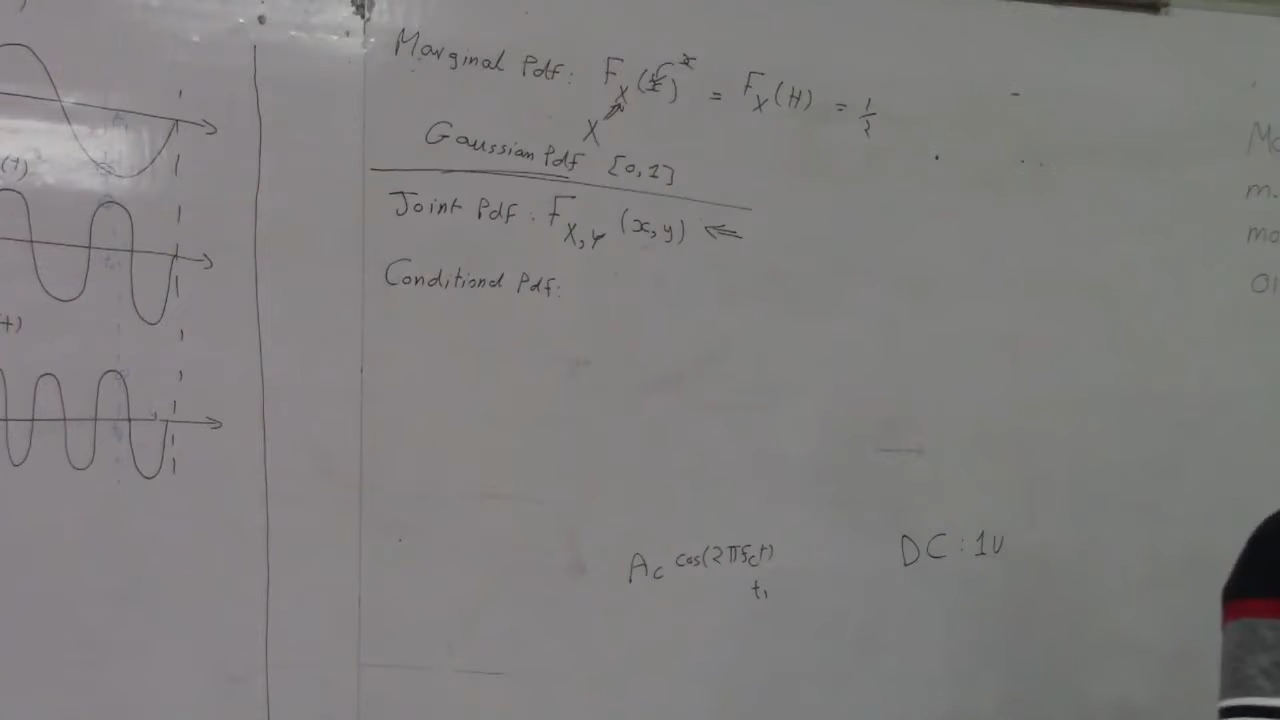 (t)
(t)
Marginal Pdf: F_X(x) = F_X(H) = 1/2
x
X
Gaussian Pdf [0,1]
Joint Pdf: F_X,Y (x,y) ⇐
Conditional Pdf:
A_c cos(2πf_c t)
t_1
DC: 1v
m.